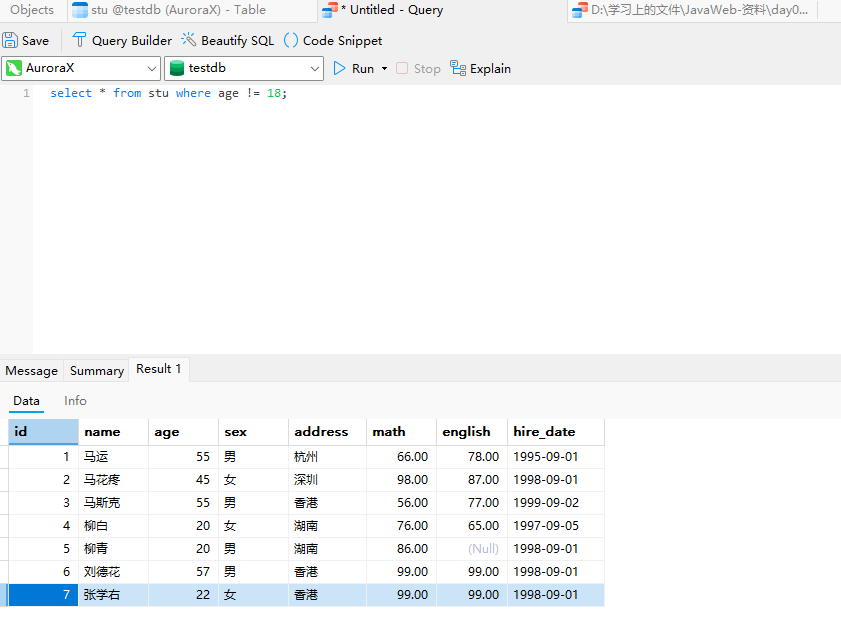 Objects stu @testdb (AuroraX) - Table * Untitled - Query D:\学习上的文件\JavaWeb-资料\day0...
Save Query Builder Beautify SQL () Code Snippet
AuroraX testdb Run Stop Explain
1 select * from stu where age != 18;
Message Summary Result 1
Data Info
id name age sex address math english hire_date
1 马运 55 男 杭州 66.00 78.00 1995-09-01
2 马花疼 45 女 深圳 98.00 87.00 1998-09-01
3 马斯克 55 男 香港 56.00 77.00 1999-09-02
4 柳白 20 女 湖南 76.00 65.00 1997-09-05
5 柳青 20 男 湖南 86.00 (Null) 1998-09-01
6 刘德花 57 男 香港 99.00 99.00 1998-09-01
7 张学右 22 女 香港 99.00 99.00 1998-09-01